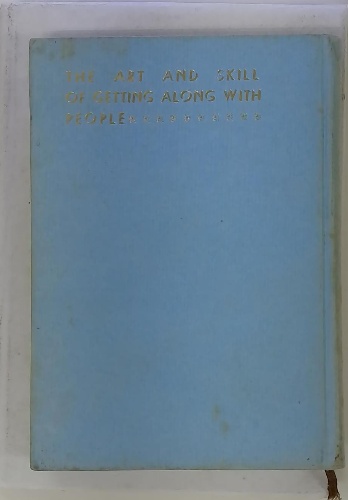 THE ART AND SKILL
OF GETTING ALONG WITH
PEOPLE